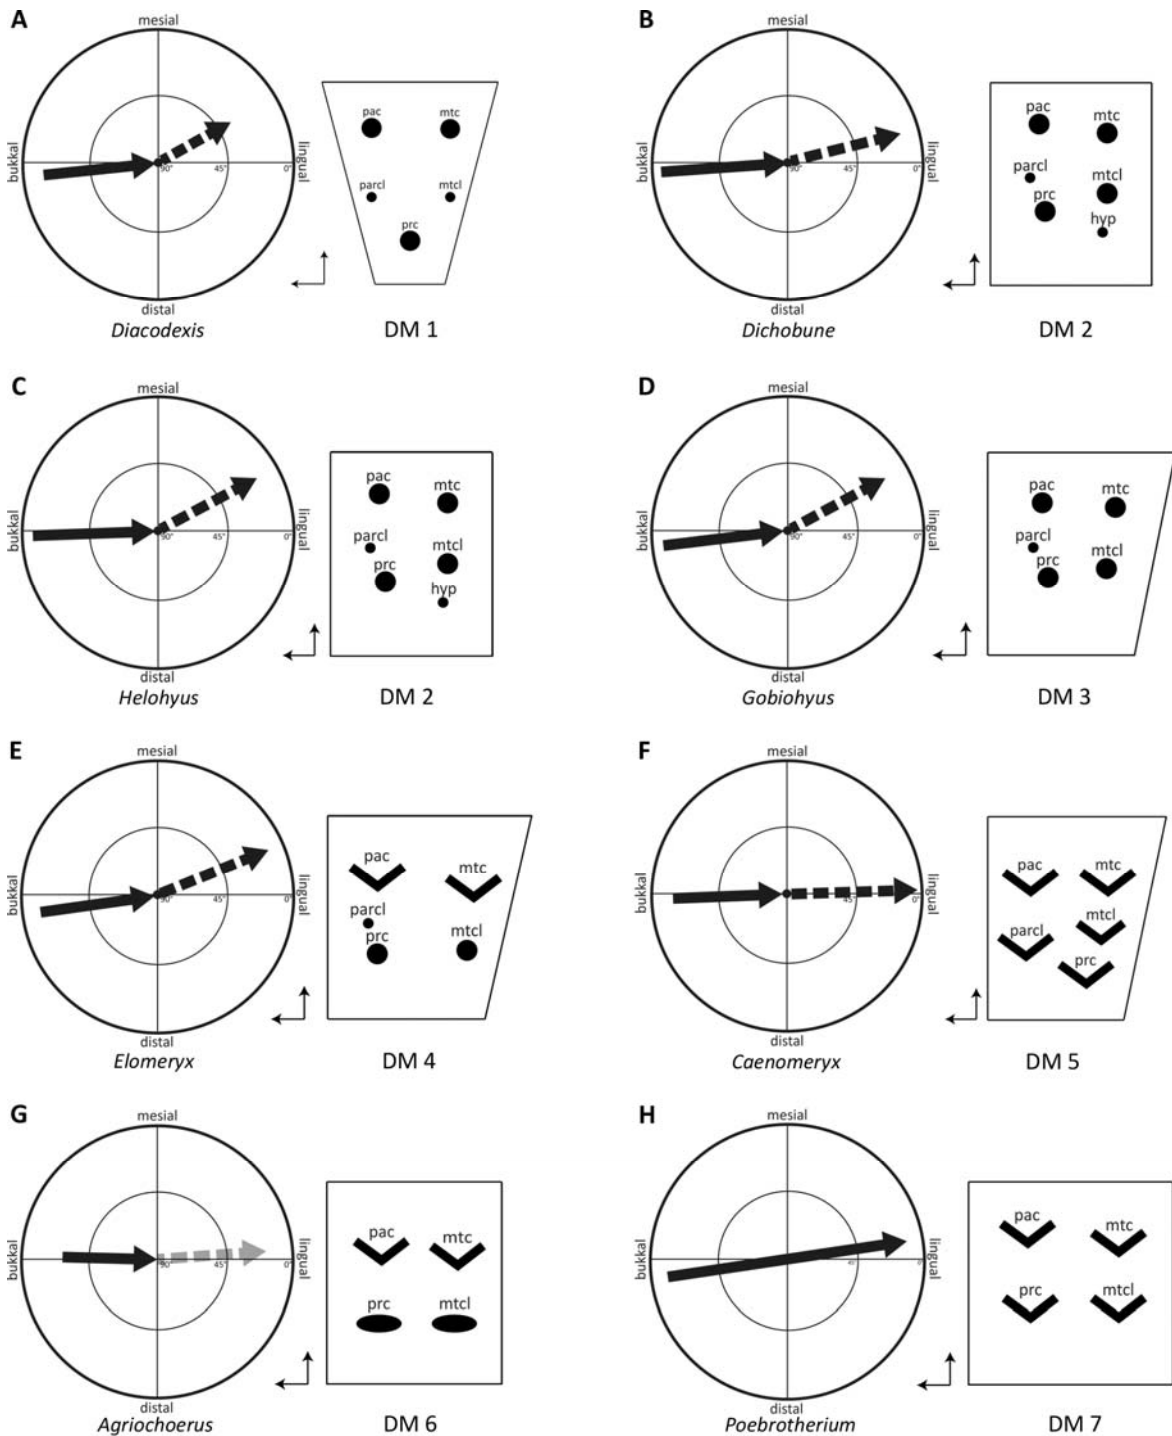 A
mesial
bukkal
lingual
90°
45°
0°
distal
Diacodexis
pac
mtc
parcl
mtcl
prc
DM 1
B
mesial
bukkal
lingual
90°
45°
0°
distal
Dichobune
pac
mtc
parcl
mtcl
prc
hyp
DM 2
C
mesial
bukkal
lingual
90°
45°
0°
distal
Helohyus
pac
mtc
parcl
mtcl
prc
hyp
DM 2
D
mesial
bukkal
lingual
90°
45°
0°
distal
Gobiohyus
pac
mtc
parcl
mtcl
prc
DM 3
E
mesial
bukkal
lingual
90°
45°
0°
distal
Elomeryx
pac
mtc
parcl
prc
mtcl
DM 4
F
mesial
bukkal
lingual
90°
45°
0°
distal
Caenomeryx
pac
mtc
parcl
mtcl
prc
DM 5
G
mesial
bukkal
lingual
90°
45°
0°
distal
Agriochoerus
pac
mtc
prc
mtcl
DM 6
H
mesial
bukkal
lingual
45°
0°
distal
Poebrotherium
pac
mtc
prc
mtcl
DM 7